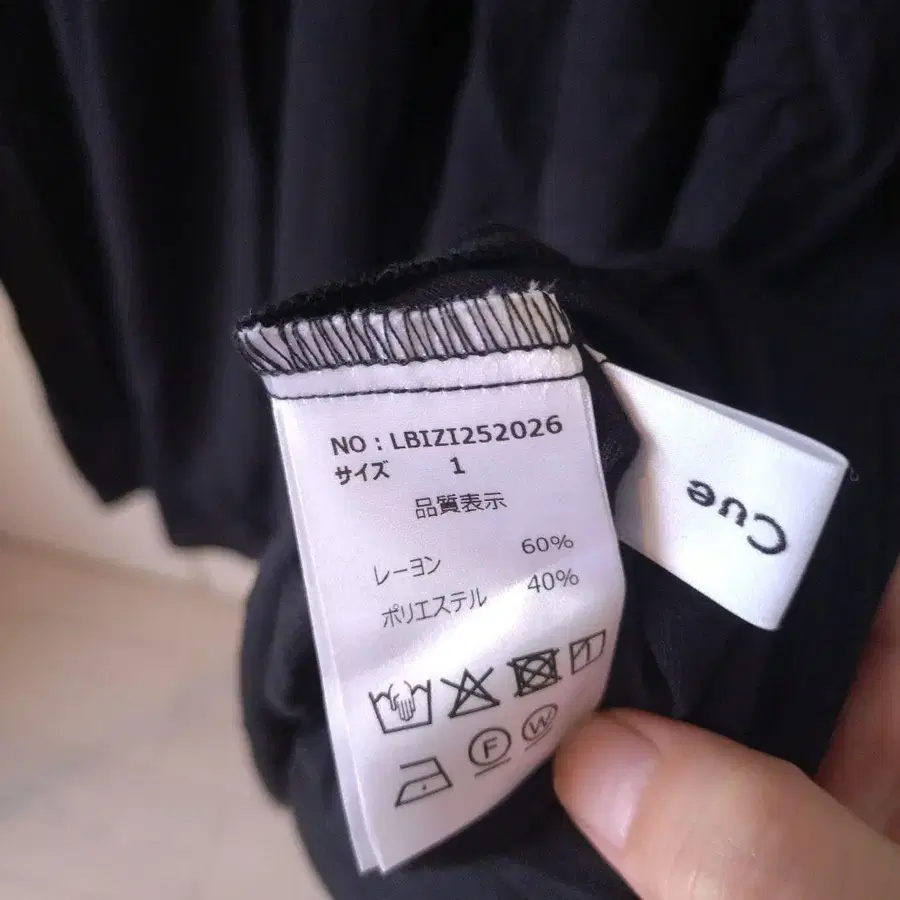 NO : LBIZI252026
サイズ 1
品質表示
レーヨン 60%
ポリエステル 40%
F W
Cue